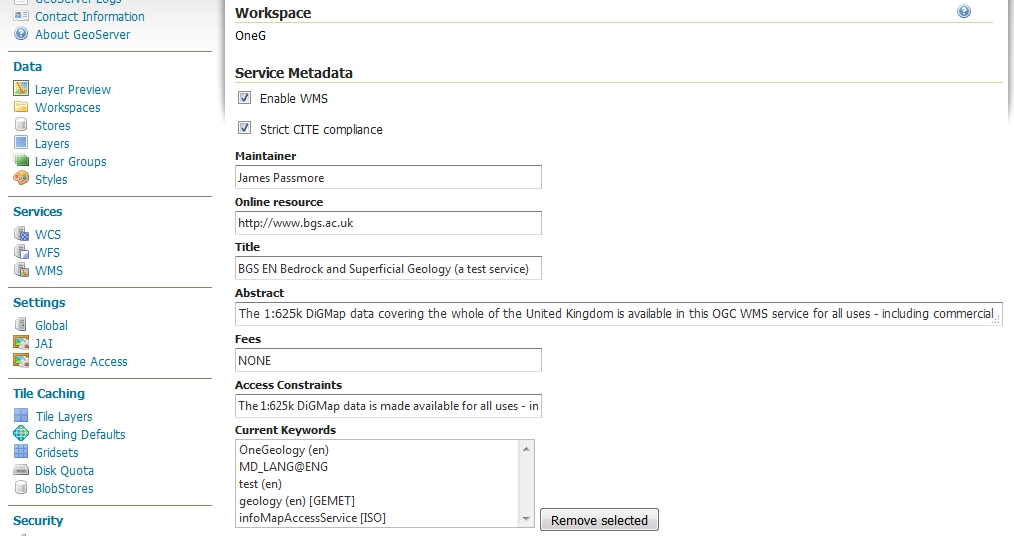 GeoServer Logs
Contact Information
About GeoServer
Data
Layer Preview
Workspaces
Stores
Layers
Layer Groups
Styles
Services
WCS
WFS
WMS
Settings
Global
JAI
Coverage Access
Tile Caching
Tile Layers
Caching Defaults
Gridsets
Disk Quota
BlobStores
Security
Workspace
OneG
Service Metadata
Enable WMS
Strict CITE compliance
Maintainer
James Passmore
Online resource
http://www.bgs.ac.uk
Title
BGS EN Bedrock and Superficial Geology (a test service)
Abstract
The 1:625k DiGMap data covering the whole of the United Kingdom is available in this OGC WMS service for all uses - including commercial
Fees
NONE
Access Constraints
The 1:625k DiGMap data is made available for all uses - in
Current Keywords
OneGeology (en)
MD_LANG@ENG
test (en)
geology (en) [GEMET]
infoMapAccessService [ISO]
Remove selected